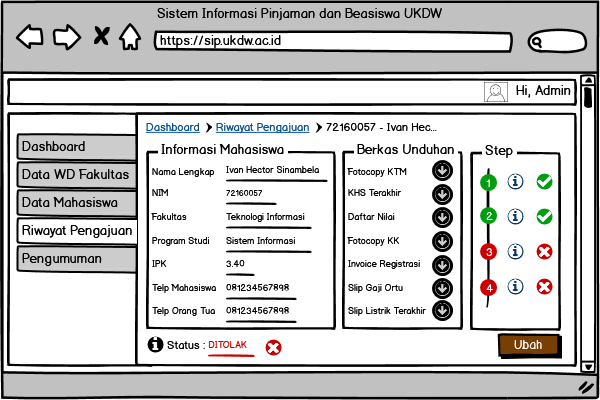 Sistem Informasi Pinjaman dan Beasiswa UKDW
https://sip.ukdw.ac.id
Hi, Admin
Dashboard
Data WD Fakultas
Data Mahasiswa
Riwayat Pengajuan
Pengumuman
Dashboard > Riwayat Pengajuan > 72160057 - Ivan Hec...
Informasi Mahasiswa
Nama Lengkap Ivan Hector Sinambela
NIM 72160057
Fakultas Teknologi Informasi
Program Studi Sistem Informasi
IPK 3.40
Telp Mahasiswa 081234567898
Telp Orang Tua 081234567898
Berkas Unduhan
Fotocopy KTM
KHS Terakhir
Daftar Nilai
Fotocopy KK
Invoice Registrasi
Slip Gaji Ortu
Slip Listrik Terakhir
Step
1
2
3
4
Status : DITOLAK
Ubah